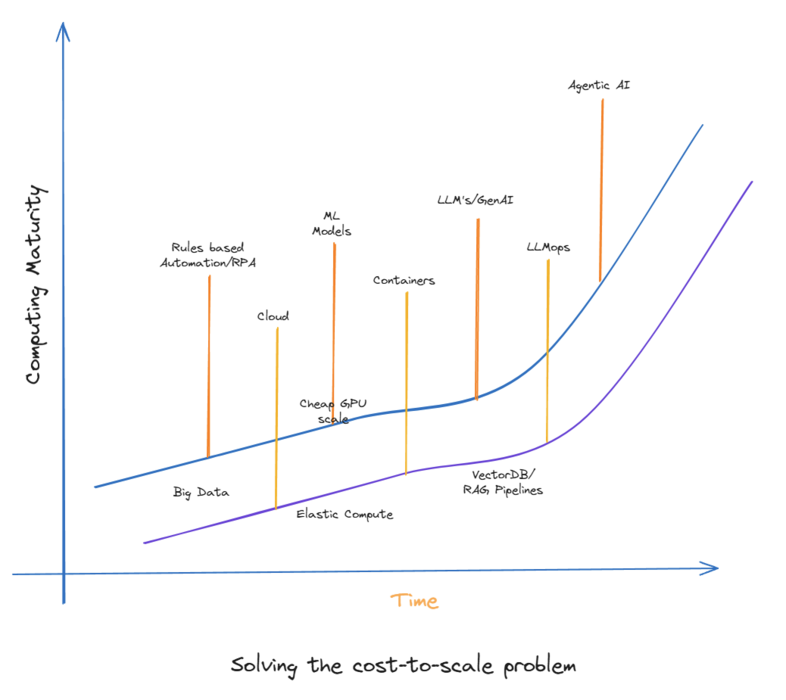 Agentic AI
LLM's/GenAI
ML
Models
Rules based
Automation/RPA
LLMops
Containers
Cloud
Computing Maturity
Cheap GPU
scale
VectorDB/
RAG Pipelines
Big Data
Elastic Compute
Time
Solving the cost-to-scale problem